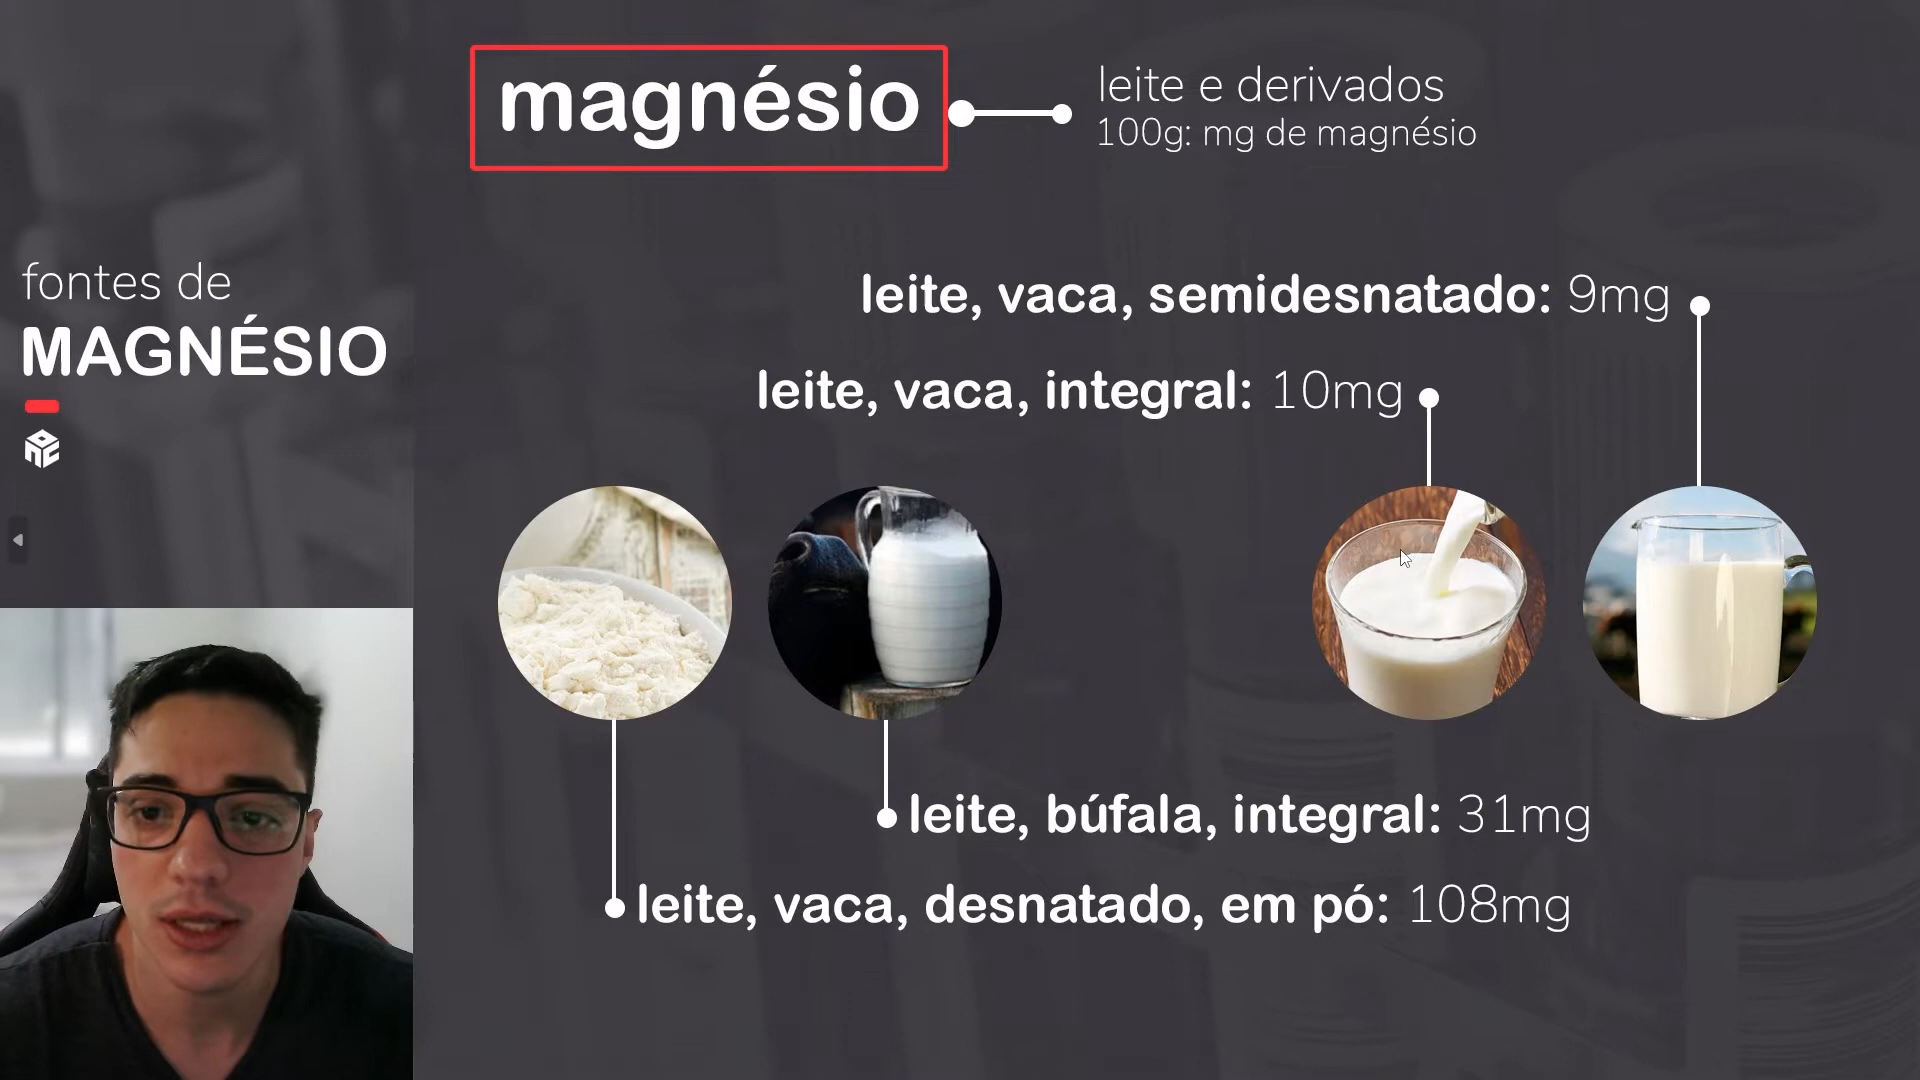 magnésio
leite e derivados
100g: mg de magnésio
fontes de
MAGNÉSIO
leite, vaca, semidesnatado: 9mg
leite, vaca, integral: 10mg
leite, búfala, integral: 31mg
leite, vaca, desnatado, em pó: 108mg